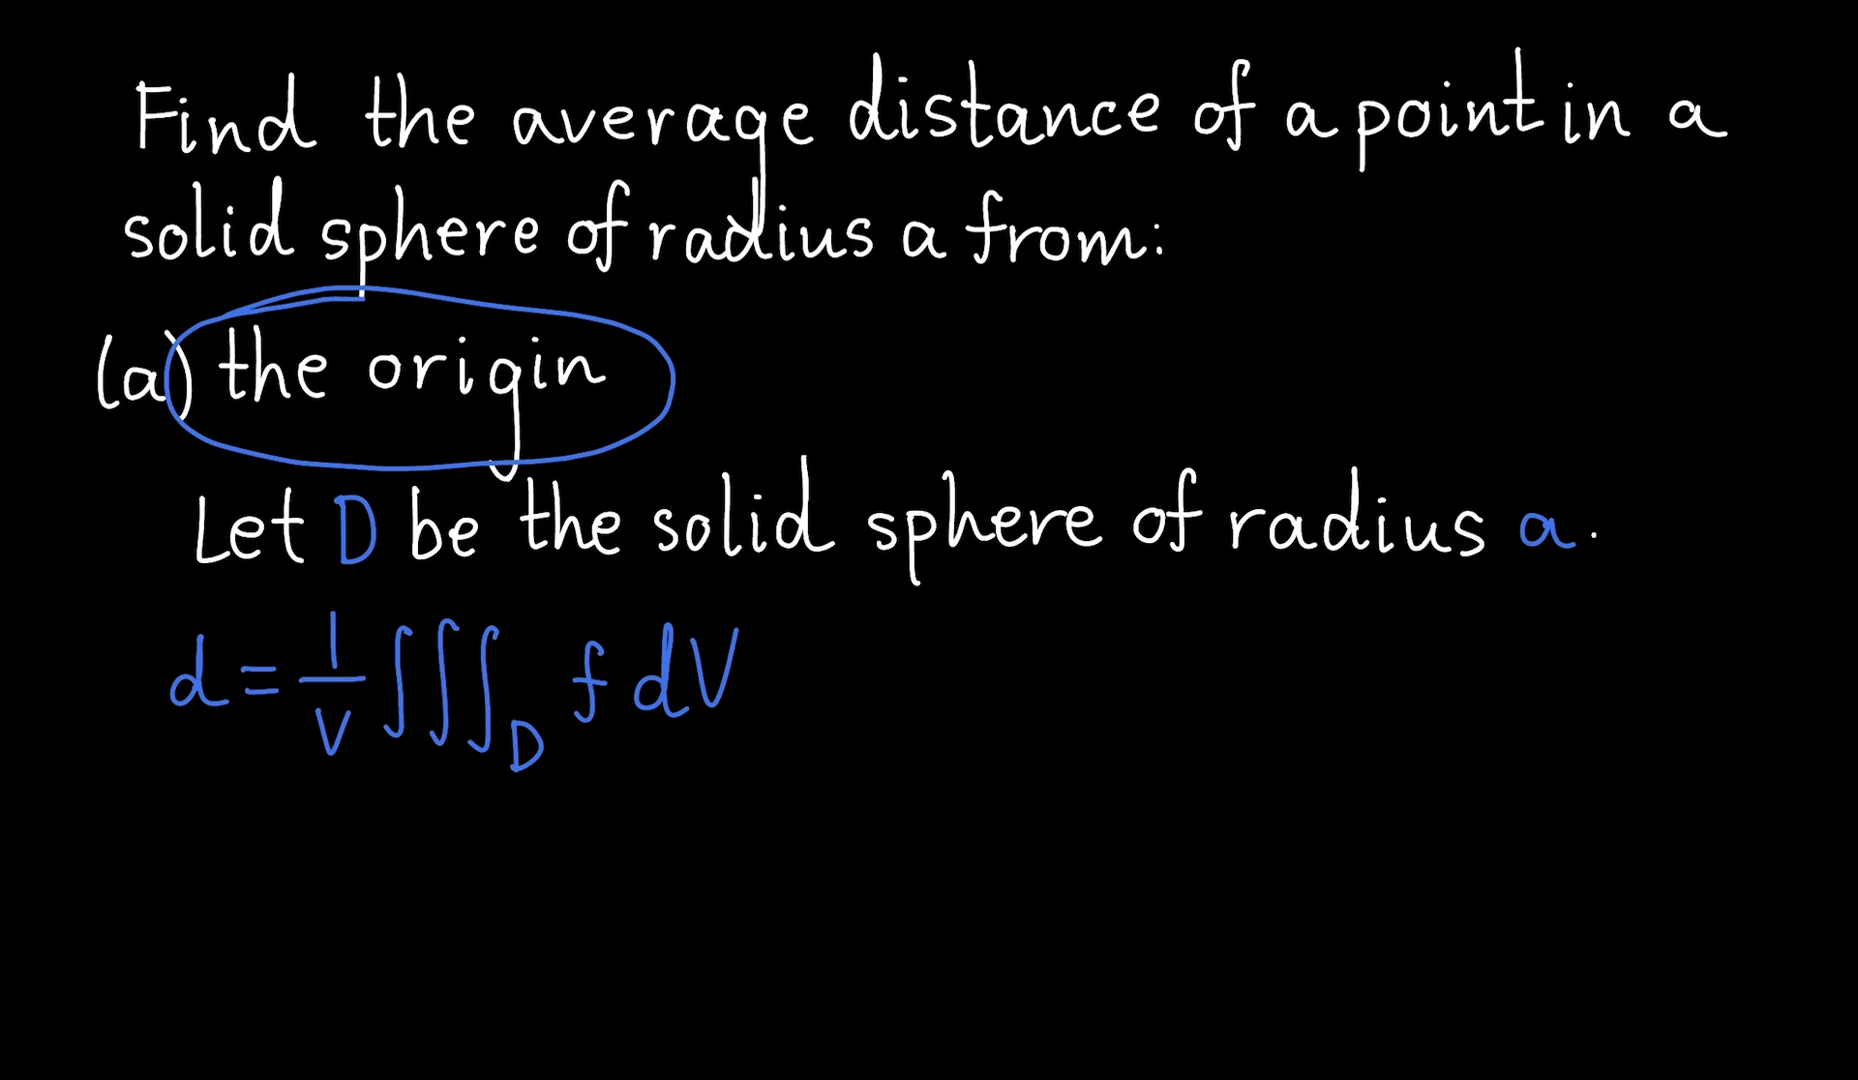 Find the average distance of a point in a
solid sphere of radius a from:
(a) the origin
Let D be the solid sphere of radius a.
d = 1/V ∭_D f dV